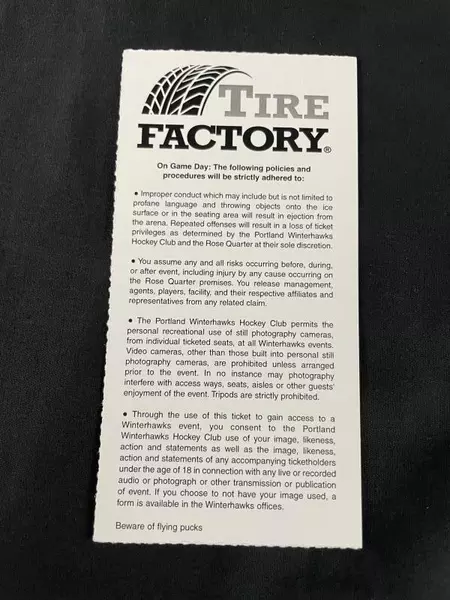 TIRE
FACTORY®
On Game Day: The following policies and
procedures will be strictly adhered to:
• Improper conduct which may include but is not limited to
profane language and throwing objects onto the ice
surface or in the seating area will result in ejection from
the arena. Repeated offenses will result in a loss of ticket
privileges as determined by the Portland Winterhawks
Hockey Club and the Rose Quarter at their sole discretion.
• You assume any and all risks occurring before, during,
or after event, including injury by any cause occurring on
the Rose Quarter premises. You release management,
agents, players, facility, and their respective affiliates and
representatives from any related claim.
• The Portland Winterhawks Hockey Club permits the
personal recreational use of still photography cameras,
from individual ticketed seats, at all Winterhawks events.
Video cameras, other than those built into personal still
photography cameras, are prohibited unless arranged
prior to the event. In no instance may photography
interfere with access ways, seats, aisles or other guests'
enjoyment of the event. Tripods are strictly prohibited.
• Through the use of this ticket to gain access to a
Winterhawks event, you consent to the Portland
Winterhawks Hockey Club use of your image, likeness,
action and statements as well as the image, likeness,
action and statements of any accompanying ticketholders
under the age of 18 in connection with any live or recorded
audio or photograph or other transmission or publication
of event. If you choose to not have your image used, a
form is available in the Winterhawks offices.
Beware of flying pucks